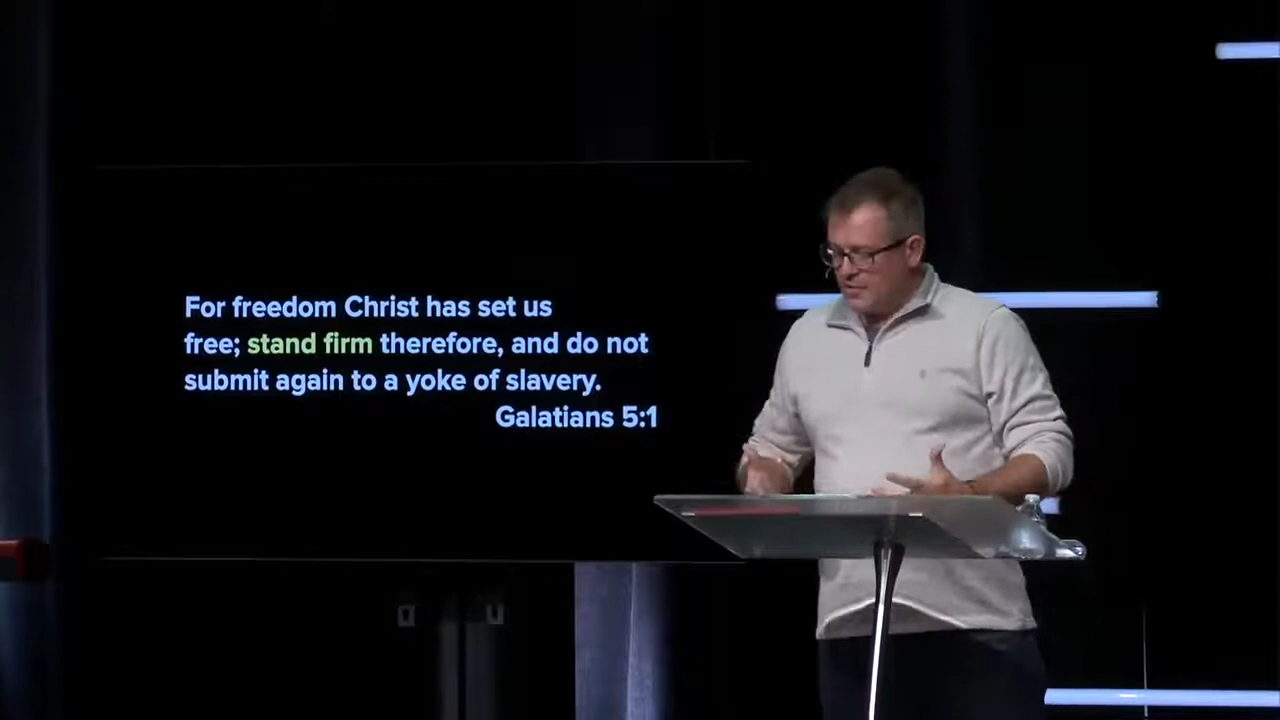 For freedom Christ has set us
free; stand firm therefore, and do not
submit again to a yoke of slavery.
Galatians 5:1